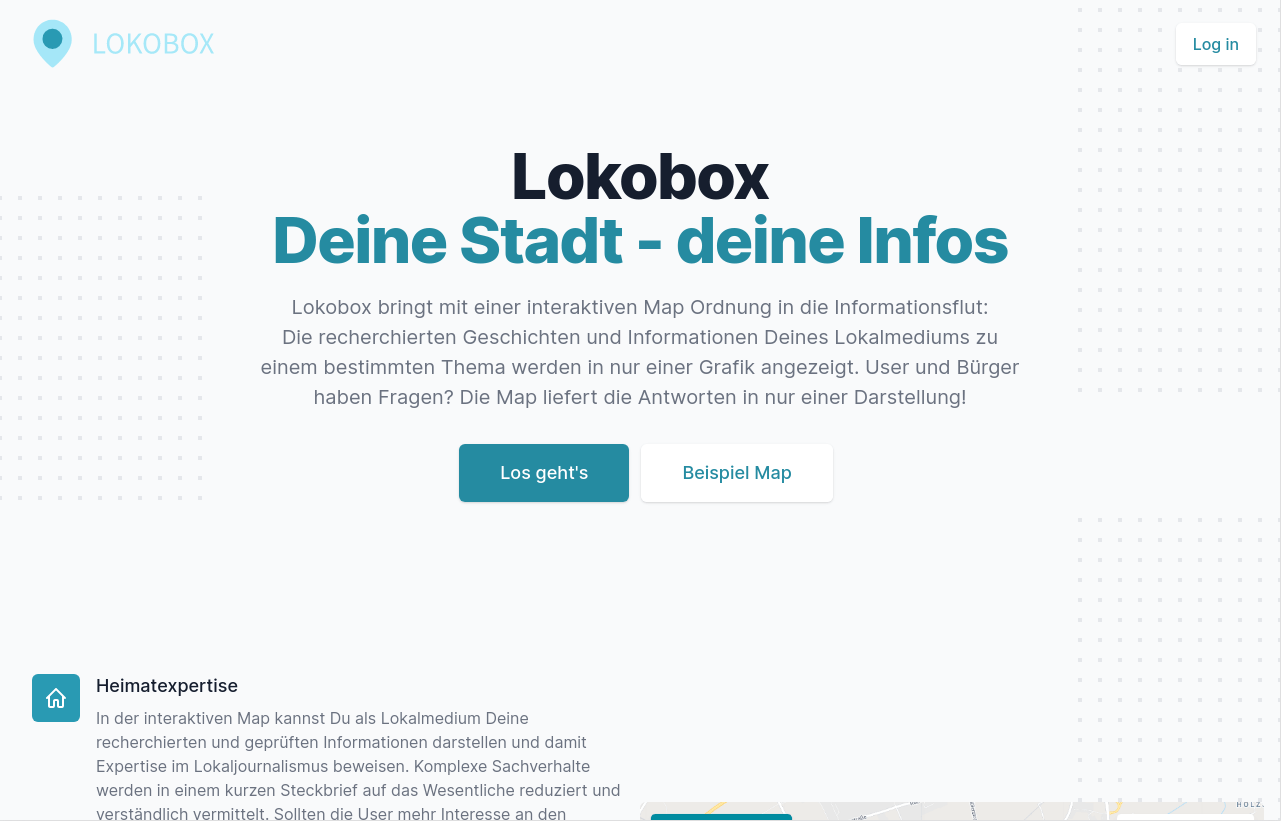 LOKOBOX
Log in
Lokobox
Deine Stadt - deine Infos
Lokobox bringt mit einer interaktiven Map Ordnung in die Informationsflut:
Die recherchierten Geschichten und Informationen Deines Lokalmediums zu
einem bestimmten Thema werden in nur einer Grafik angezeigt. User und Bürger
haben Fragen? Die Map liefert die Antworten in nur einer Darstellung!
Los geht's
Beispiel Map
Heimatexpertise
In der interaktiven Map kannst Du als Lokalmedium Deine
recherchierten und geprüften Informationen darstellen und damit
Expertise im Lokaljournalismus beweisen. Komplexe Sachverhalte
werden in einem kurzen Steckbrief auf das Wesentliche reduziert und
verständlich vermittelt. Sollten die User mehr Interesse an den
HOLZ